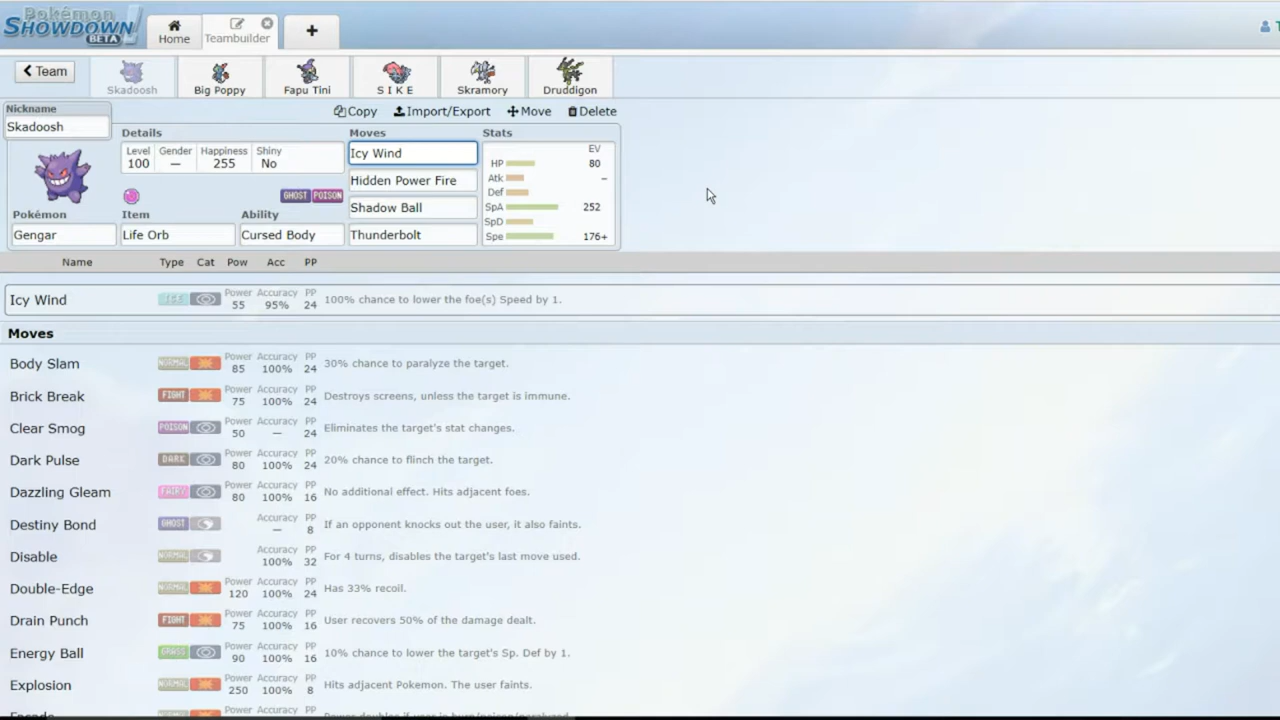 Pokémon
SHOWDOWN!
BETA
Home
Teambuilder
+
T
Team
Skadoosh
Big Poppy
Fapu Tini
S I K E
Skramory
Druddigon
Nickname
Skadoosh
Copy
Import/Export
Move
Delete
Details
Level
100
Gender
—
Happiness
255
Shiny
No
GHOST
POISON
Pokémon
Gengar
Item
Life Orb
Ability
Cursed Body
Moves
Icy Wind
Hidden Power Fire
Shadow Ball
Thunderbolt
Stats
EV
HP 80
Atk –
Def
SpA 252
SpD
Spe 176+
Name Type Cat Pow Acc PP
Icy Wind ICE Power 55 Accuracy 95% PP 24 100% chance to lower the foe(s) Speed by 1.
Moves
Body Slam NORMAL Power 85 Accuracy 100% PP 24 30% chance to paralyze the target.
Brick Break FIGHT Power 75 Accuracy 100% PP 24 Destroys screens, unless the target is immune.
Clear Smog POISON Power 50 Accuracy — PP 24 Eliminates the target's stat changes.
Dark Pulse DARK Power 80 Accuracy 100% PP 24 20% chance to flinch the target.
Dazzling Gleam FAIRY Power 80 Accuracy 100% PP 16 No additional effect. Hits adjacent foes.
Destiny Bond GHOST Accuracy — PP 8 If an opponent knocks out the user, it also faints.
Disable NORMAL Accuracy 100% PP 32 For 4 turns, disables the target's last move used.
Double-Edge NORMAL Power 120 Accuracy 100% PP 24 Has 33% recoil.
Drain Punch FIGHT Power 75 Accuracy 100% PP 16 User recovers 50% of the damage dealt.
Energy Ball GRASS Power 90 Accuracy 100% PP 16 10% chance to lower the target's Sp. Def by 1.
Explosion NORMAL Power 250 Accuracy 100% PP 8 Hits adjacent Pokemon. The user faints.
Facade Power Accuracy PP Power doubles if user is burn/poison/paralyzed.